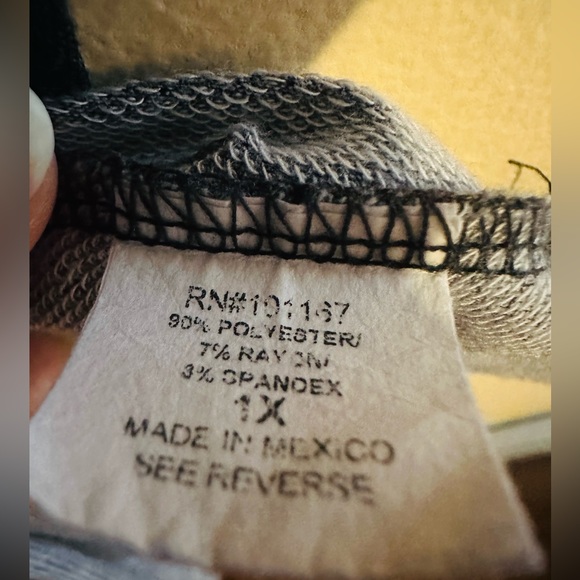 RN#101167
90% POLYESTER/
7% RAYON/
3% SPANDEX
1X
MADE IN MEXICO
SEE REVERSE